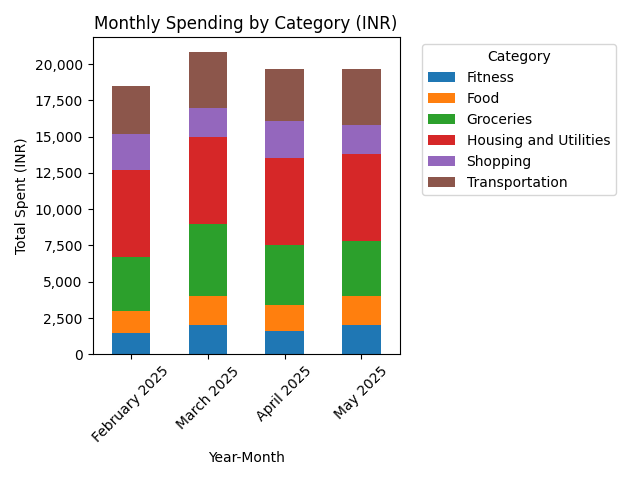 Monthly Spending by Category (INR)
Total Spent (INR)
20,000
17,500
15,000
12,500
10,000
7,500
5,000
2,500
0
February 2025
March 2025
April 2025
May 2025
Year-Month
Category
Fitness
Food
Groceries
Housing and Utilities
Shopping
Transportation